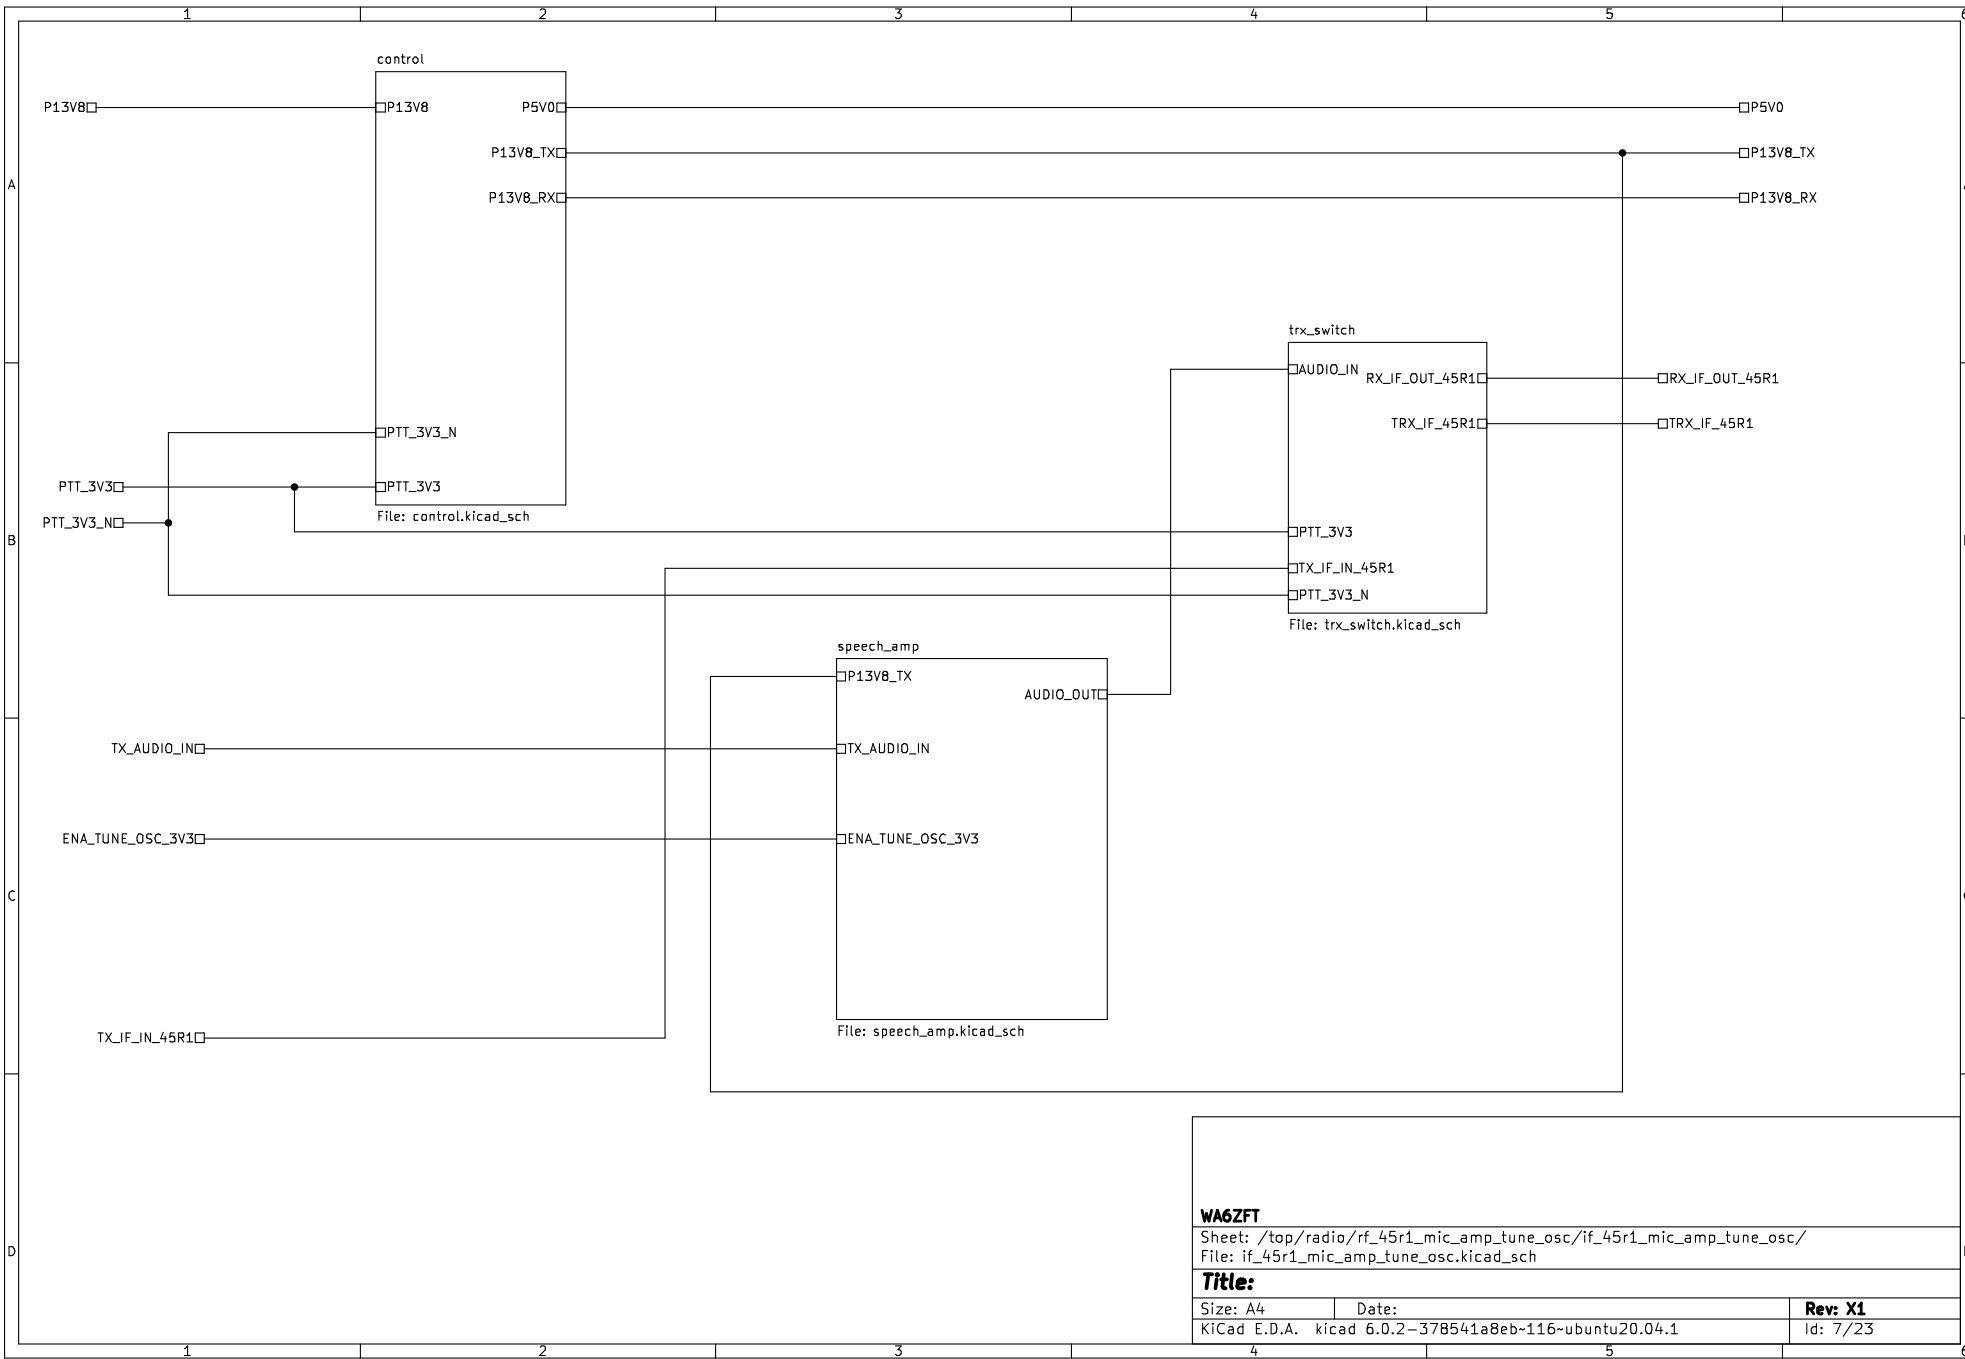 1 2 3 4 5 6
control
P13V8 P13V8 P5V0 P5V0
P13V8_TX P13V8_TX
A
P13V8_RX P13V8_RX
trx_switch
AUDIO_IN
RX_IF_OUT_45R1 RX_IF_OUT_45R1
TRX_IF_45R1 TRX_IF_45R1
PTT_3V3_N
PTT_3V3 PTT_3V3
File: control.kicad_sch
PTT_3V3_N
PTT_3V3
B
TX_IF_IN_45R1
PTT_3V3_N
File: trx_switch.kicad_sch
speech_amp
P13V8_TX
AUDIO_OUT
TX_AUDIO_IN TX_AUDIO_IN
ENA_TUNE_OSC_3V3 ENA_TUNE_OSC_3V3
C
File: speech_amp.kicad_sch
TX_IF_IN_45R1
WA6ZFT
Sheet: /top/radio/rf_45r1_mic_amp_tune_osc/if_45r1_mic_amp_tune_osc/
D
File: if_45r1_mic_amp_tune_osc.kicad_sch
Title:
Size: A4 Date: Rev: X1
KiCad E.D.A. kicad 6.0.2-378541a8eb~116~ubuntu20.04.1 Id: 7/23
1 2 3 4 5 6